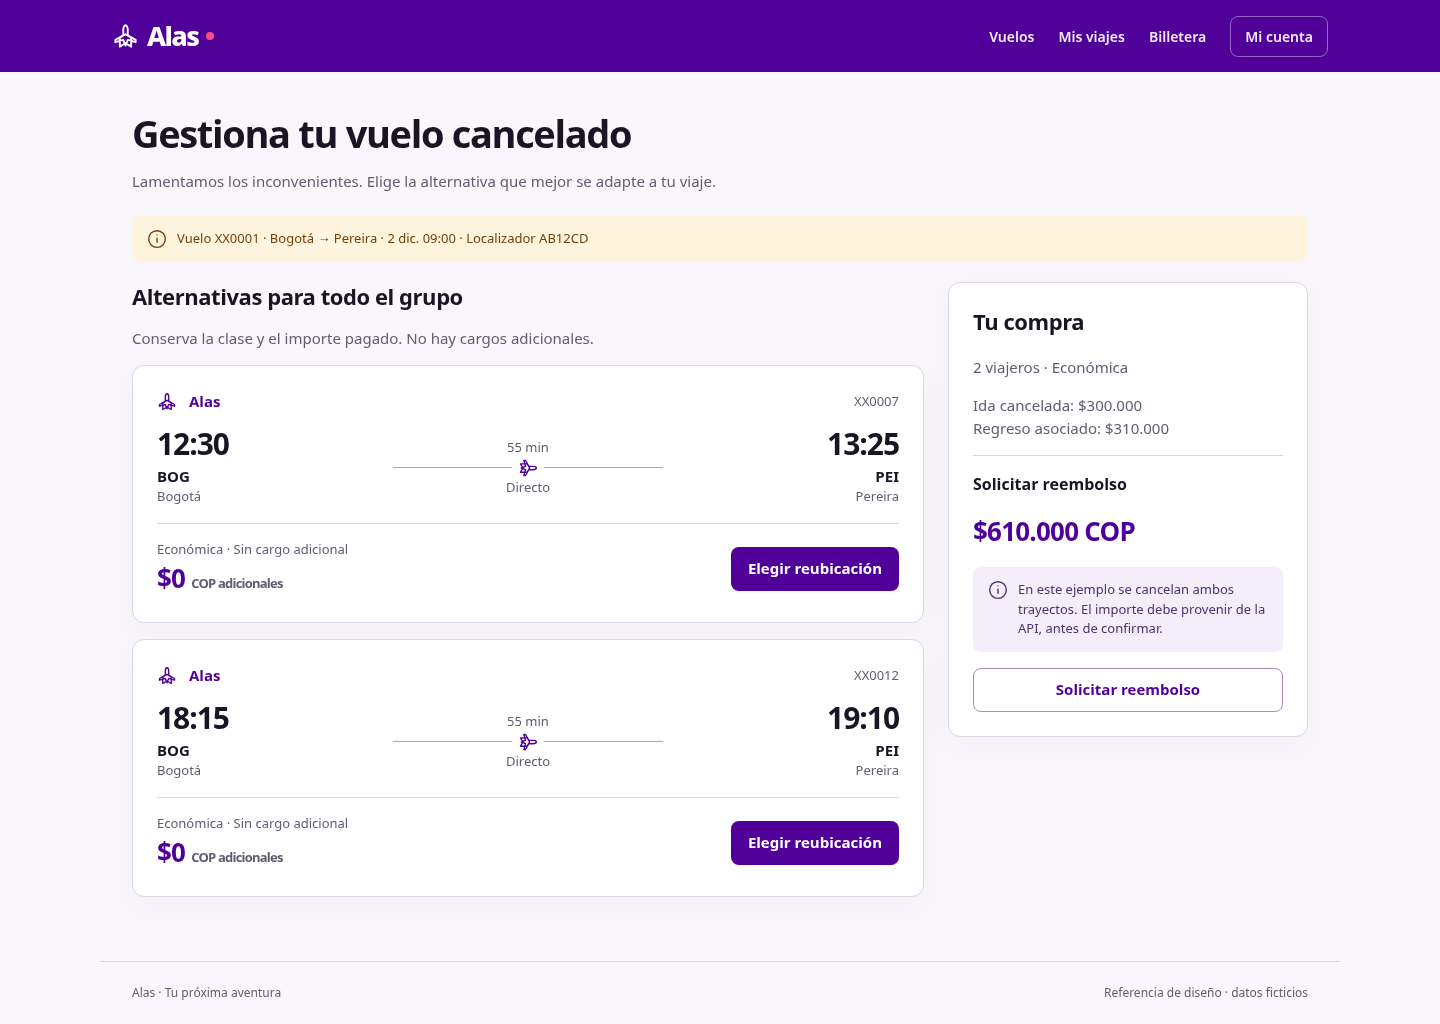 Alas
Vuelos
Mis viajes
Billetera
Mi cuenta
Gestiona tu vuelo cancelado
Lamentamos los inconvenientes. Elige la alternativa que mejor se adapte a tu viaje.
Vuelo XX0001 · Bogotá → Pereira · 2 dic. 09:00 · Localizador AB12CD
Alternativas para todo el grupo
Conserva la clase y el importe pagado. No hay cargos adicionales.
Alas
XX0007
12:30
BOG
Bogotá
55 min
Directo
13:25
PEI
Pereira
Económica · Sin cargo adicional
$0 COP adicionales
Elegir reubicación
Alas
XX0012
18:15
BOG
Bogotá
55 min
Directo
19:10
PEI
Pereira
Económica · Sin cargo adicional
$0 COP adicionales
Elegir reubicación
Tu compra
2 viajeros · Económica
Ida cancelada: $300.000
Regreso asociado: $310.000
Solicitar reembolso
$610.000 COP
En este ejemplo se cancelan ambos
trayectos. El importe debe provenir de la
API, antes de confirmar.
Solicitar reembolso
Alas · Tu próxima aventura
Referencia de diseño · datos ficticios